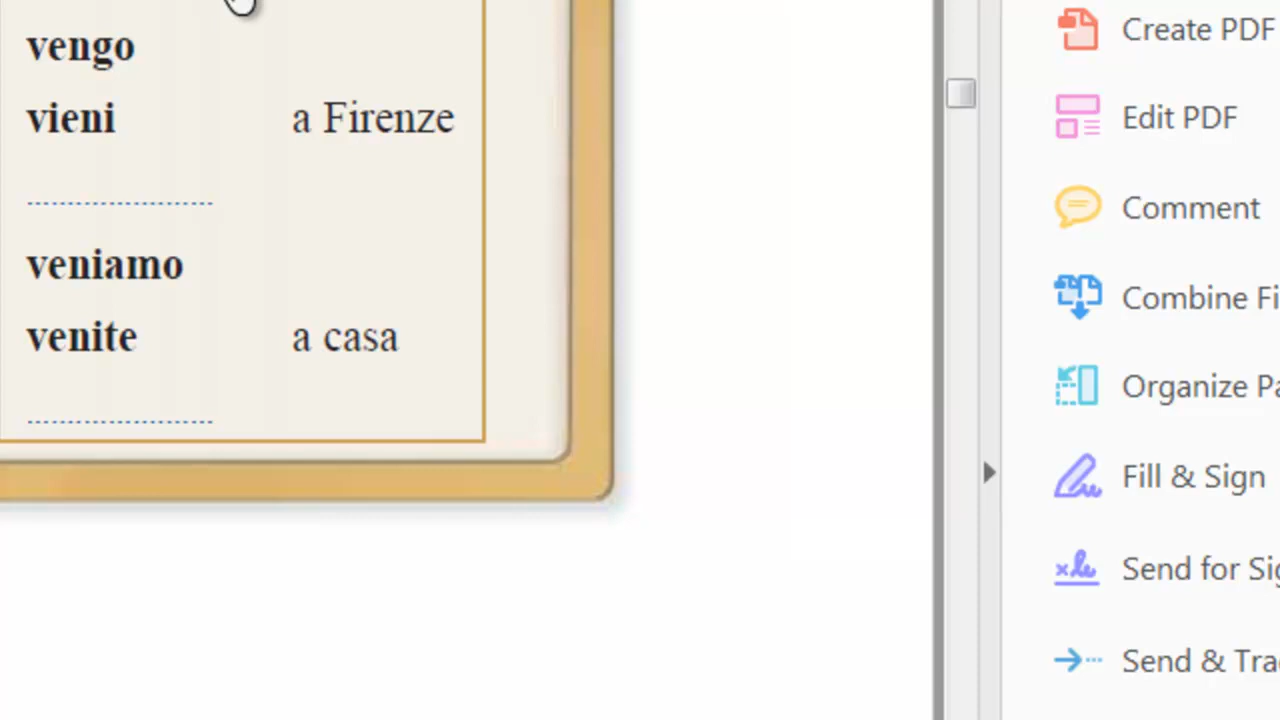 vengo
vieni a Firenze
veniamo
venite a casa
Create PDF
Edit PDF
Comment
Combine Fi
Organize Pa
Fill & Sign
Send for Sig
Send & Tra